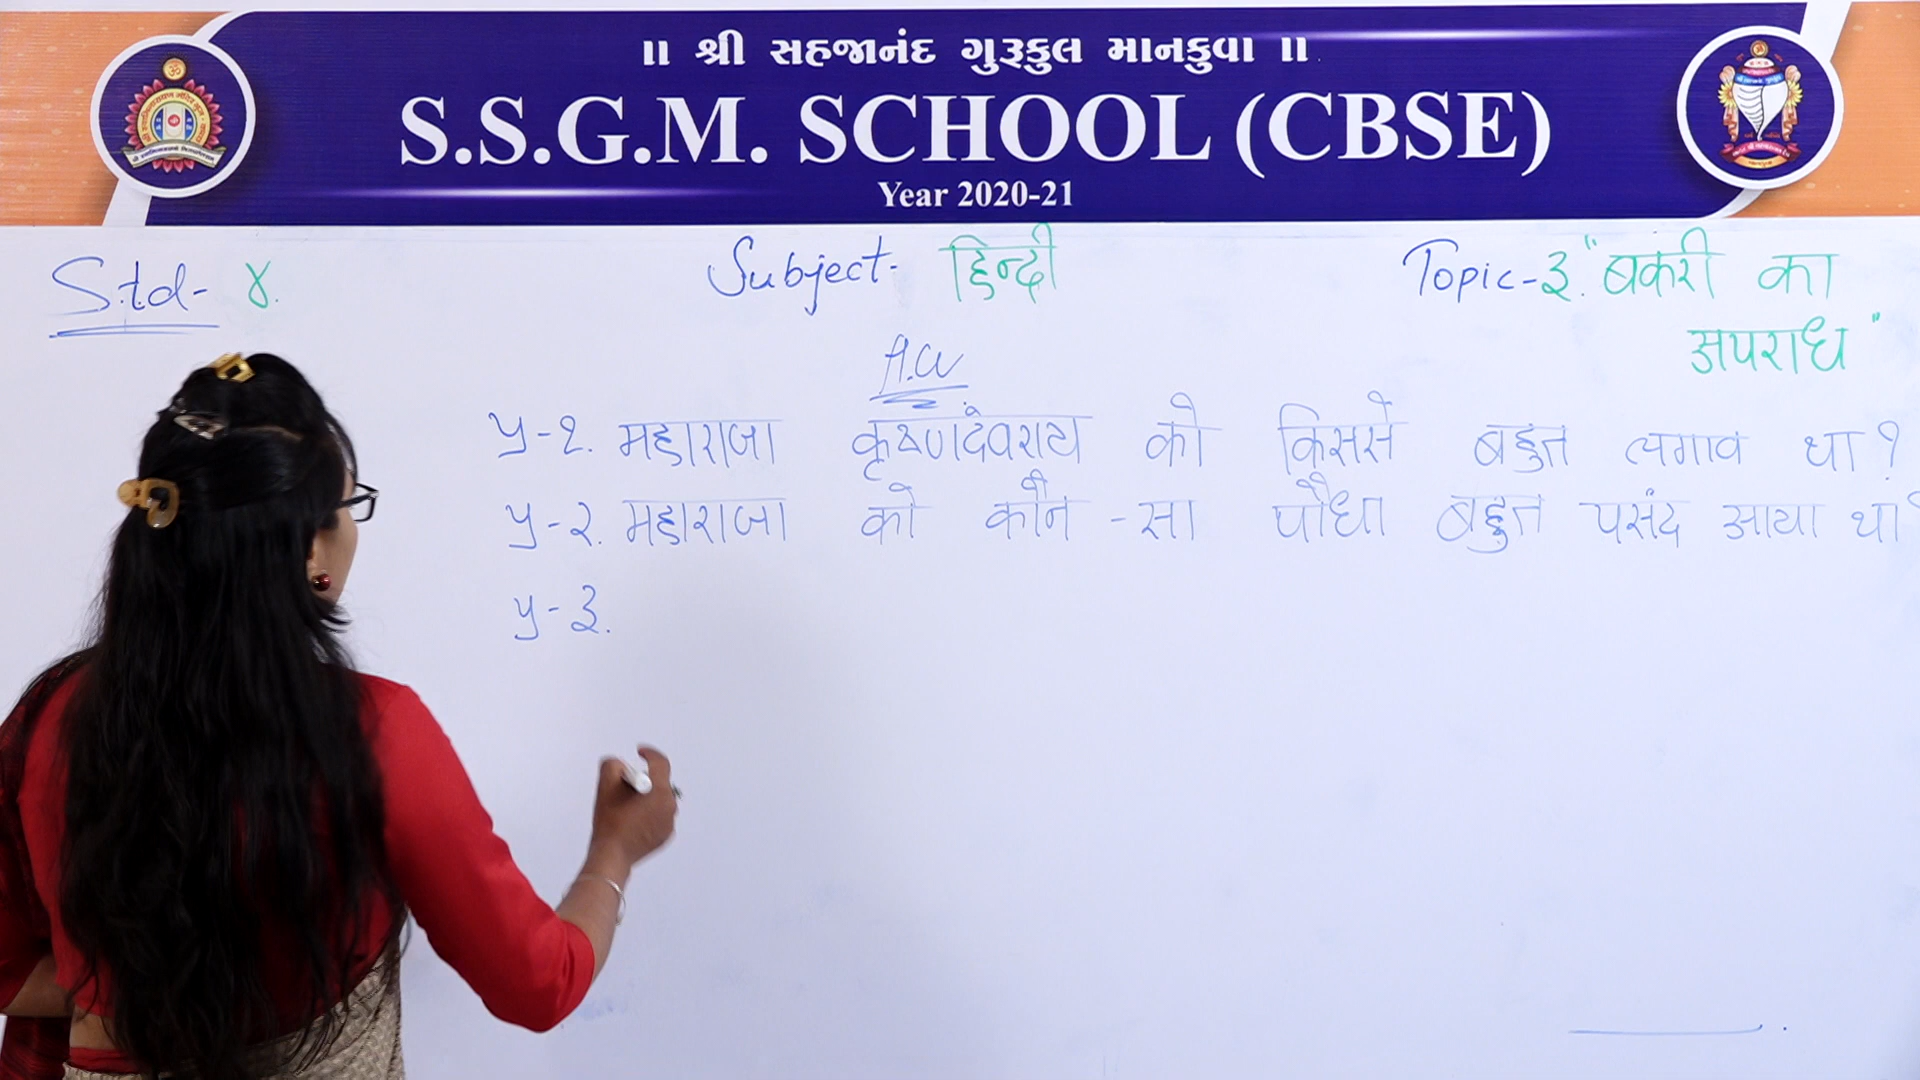 ॥ શ્રી સહજાનંદ ગુરૂકુલ માનકુવા ॥
S.S.G.M. SCHOOL (CBSE)
Year 2020-21
Std- ४.
Subject- हिन्दी
Topic-३. "बकरी का
अपराध"
H.W
प्र-१. महाराजा कृष्णदेवराय को किससे बहुत लगाव था?
प्र-२. महाराजा को कौन-सा पौधा बहुत पसंद आया था?
प्र-३.